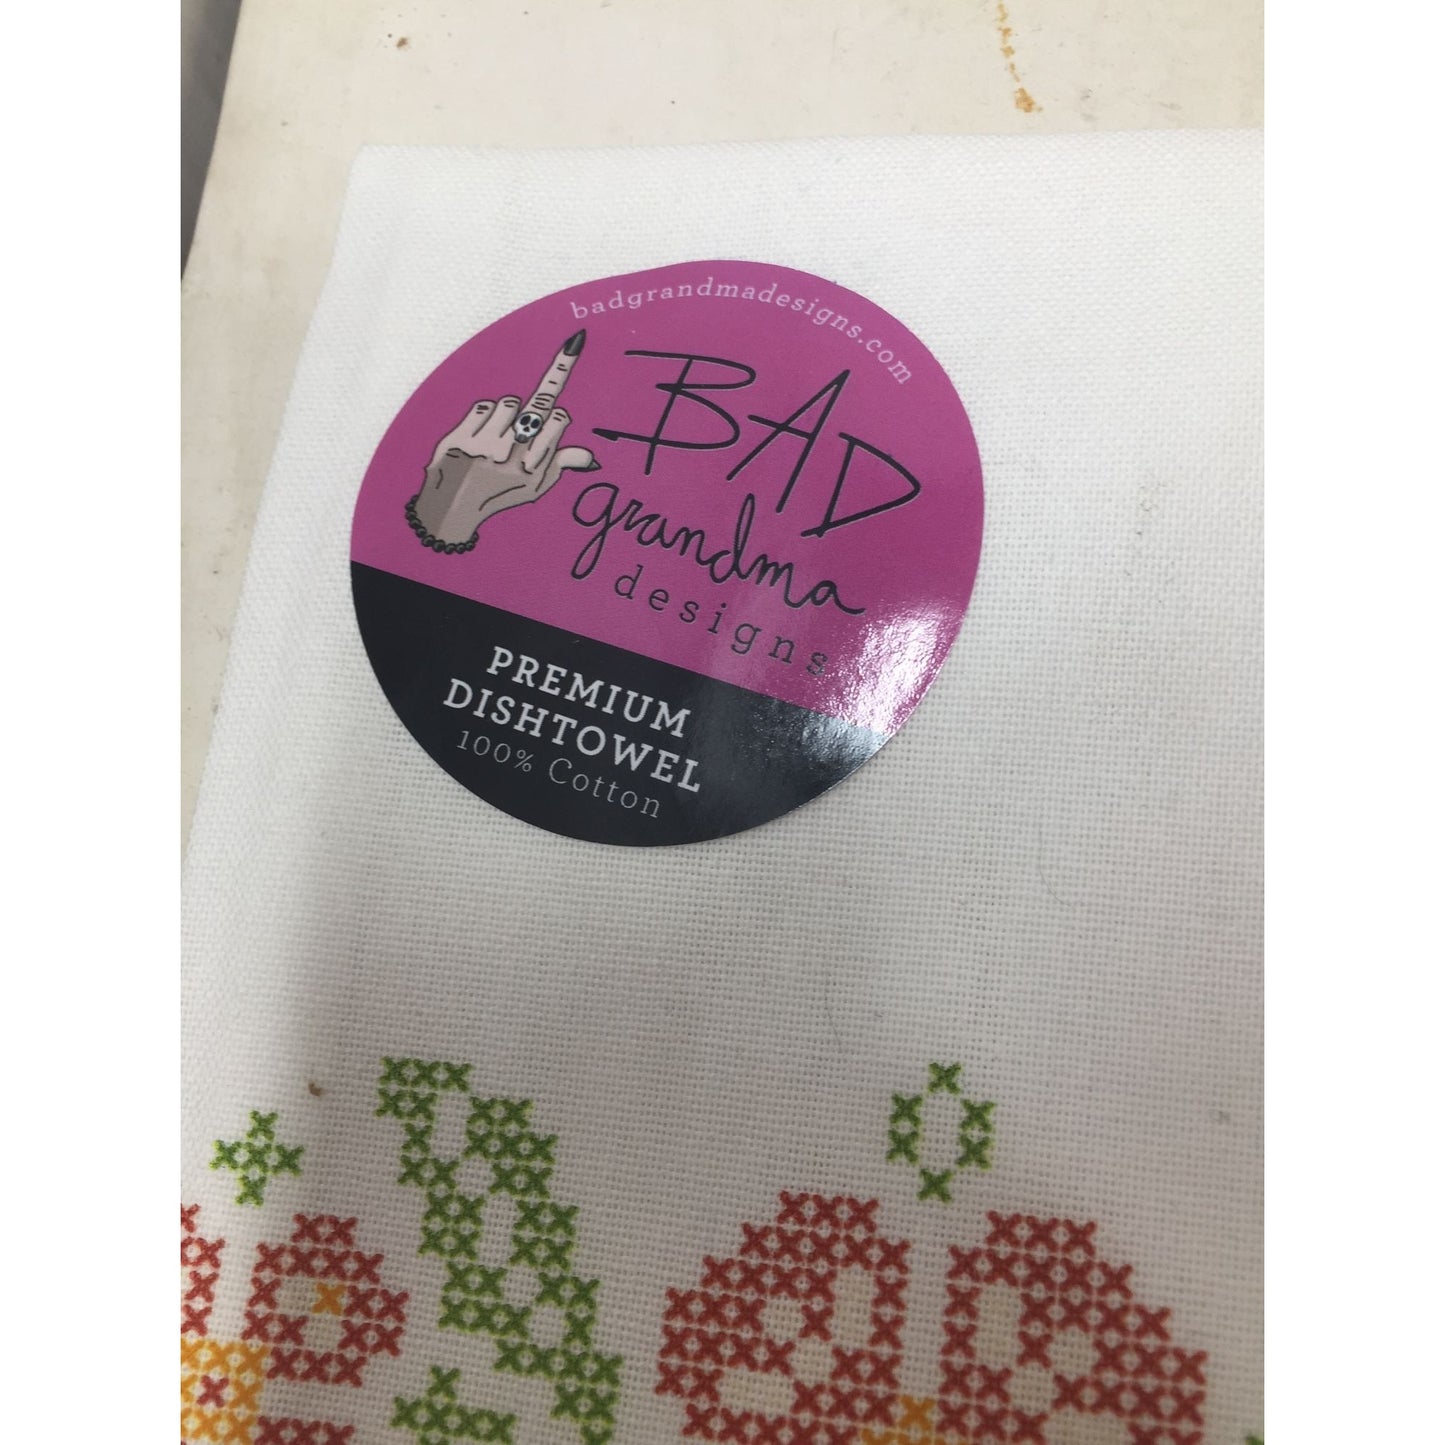 badgrandmadesigns.com
BAD
grandma
designs
PREMIUM
DISHTOWEL
100% Cotton